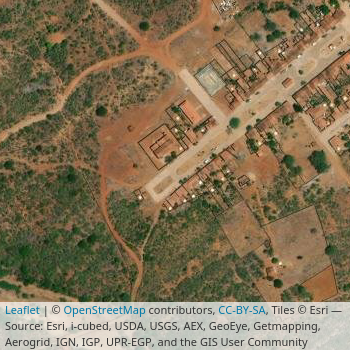 Leaflet | © OpenStreetMap contributors, CC-BY-SA, Tiles © Esri —
Source: Esri, i-cubed, USDA, USGS, AEX, GeoEye, Getmapping,
Aerogrid, IGN, IGP, UPR-EGP, and the GIS User Community